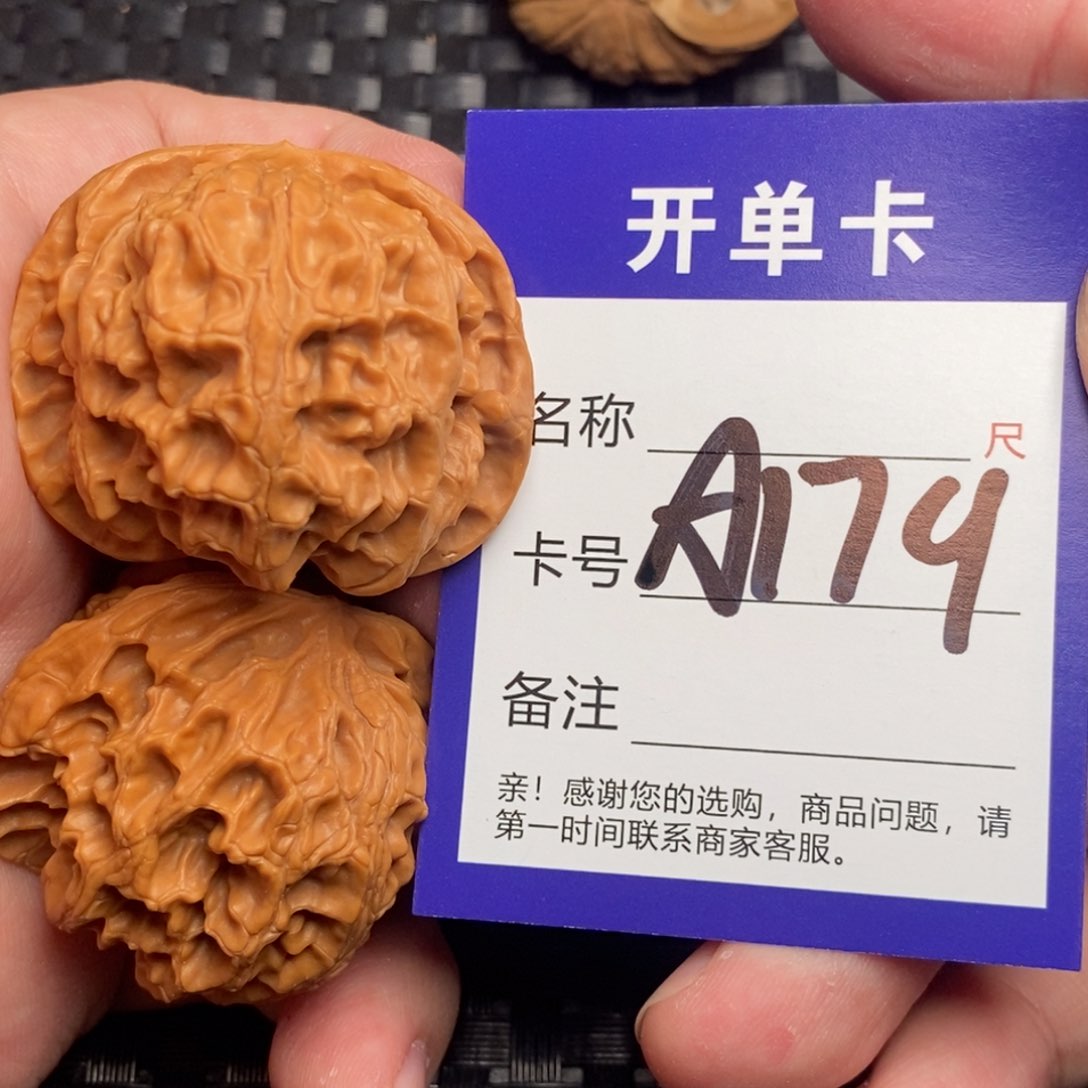 开单卡
名称 尺
卡号 A179
备注
亲！感谢您的选购，商品问题，请
第一时间联系商家客服。